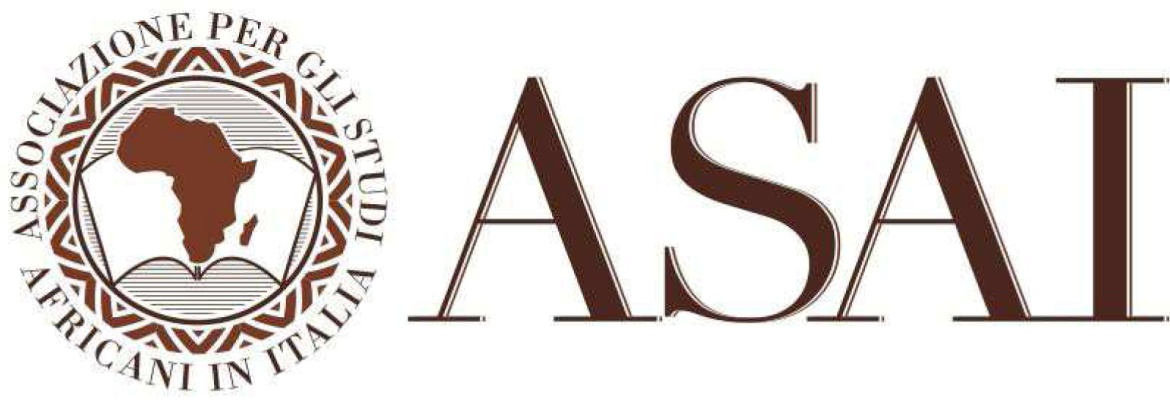 ASSOCIAZIONE PER GLI STUDI
AFRICANI IN ITALIA
ASAI